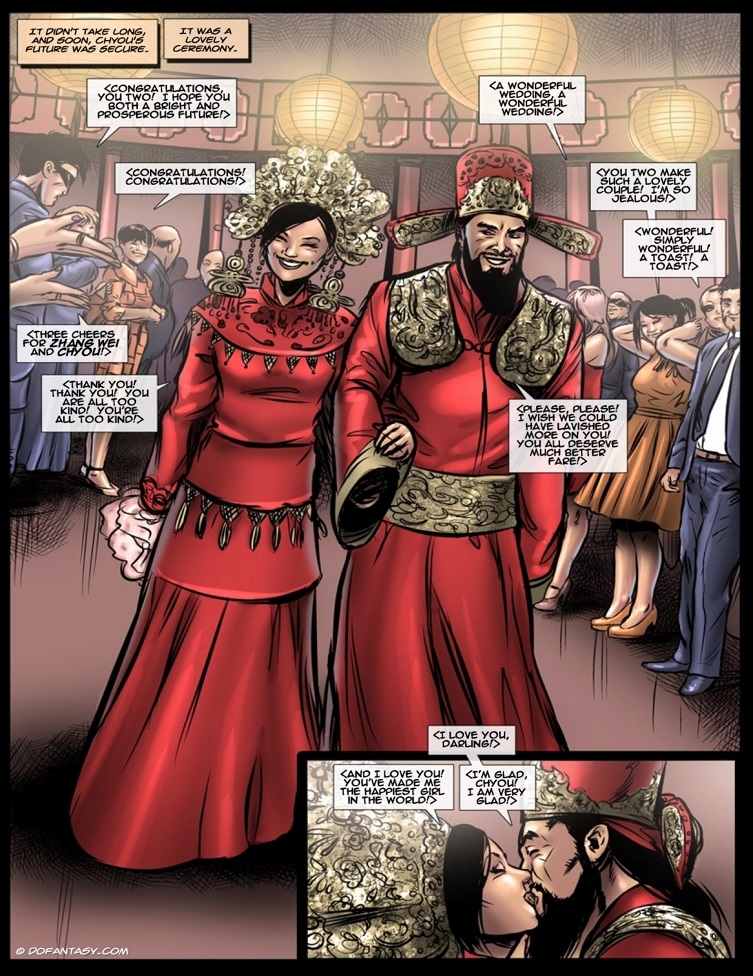 IT DIDN'T TAKE LONG,
AND SOON, CHYOU'S
FUTURE WAS SECURE.
IT WAS A
LOVELY
CEREMONY.
<CONGRATULATIONS,
YOU TWO! I HOPE YOU
BOTH A BRIGHT AND
PROSPEROUS FUTURE!>
<A WONDERFUL
WEDDING, A
WONDERFUL
WEDDING!>
<CONGRATULATIONS!
CONGRATULATIONS!>
<YOU TWO MAKE
SUCH A LOVELY
COUPLE! I'M SO
JEALOUS!>
<WONDERFUL!
SIMPLY
WONDERFUL!
A TOAST! A
TOAST!>
<THREE CHEERS
FOR ZHANG WEI
AND CHYOU!>
<THANK YOU!
THANK YOU! YOU
ARE ALL TOO
KIND! YOU'RE
ALL TOO KIND!>
<PLEASE, PLEASE!
I WISH WE COULD
HAVE LAVISHED
MORE ON YOU!
YOU ALL DESERVE
MUCH BETTER
FARE!>
<I LOVE YOU,
DARLING!>
<AND I LOVE YOU!
YOU'VE MADE ME
THE HAPPIEST GIRL
IN THE WORLD!>
<I'M GLAD,
CHYOU!
I AM VERY
GLAD!>
© DOFANTASY.COM